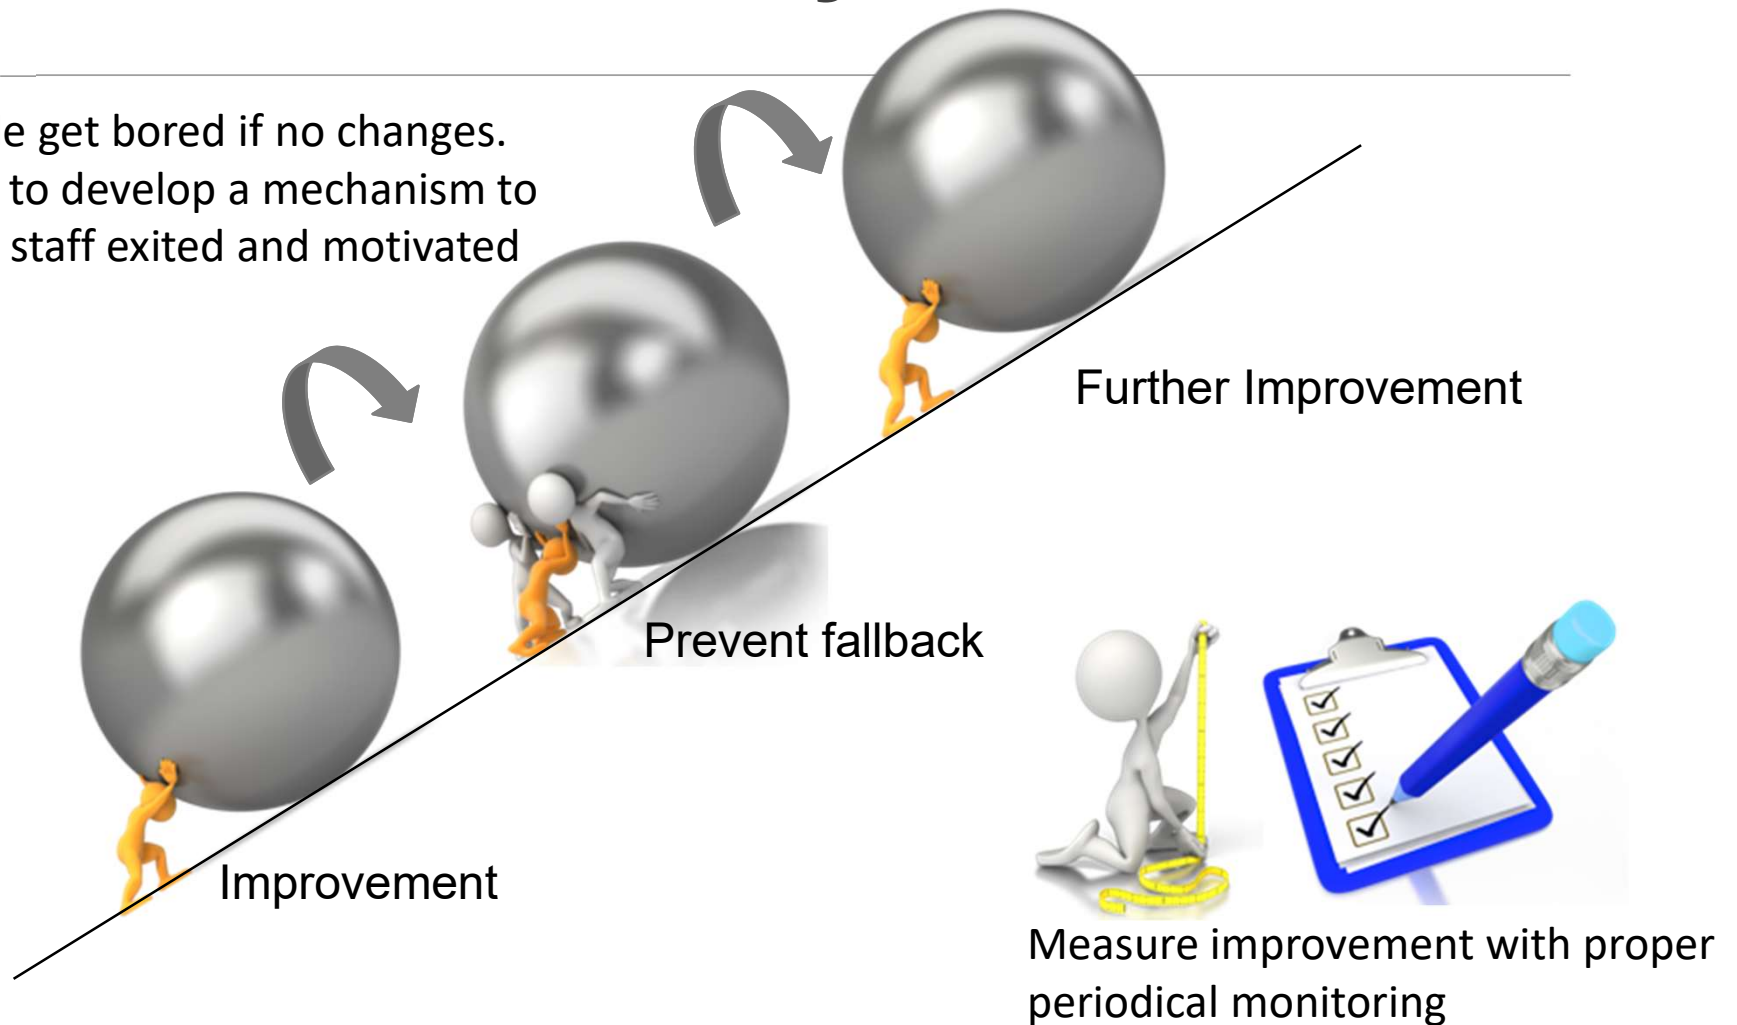 e get bored if no changes.
to develop a mechanism to
staff exited and motivated
Further Improvement
Prevent fallback
Improvement
Measure improvement with proper
periodical monitoring